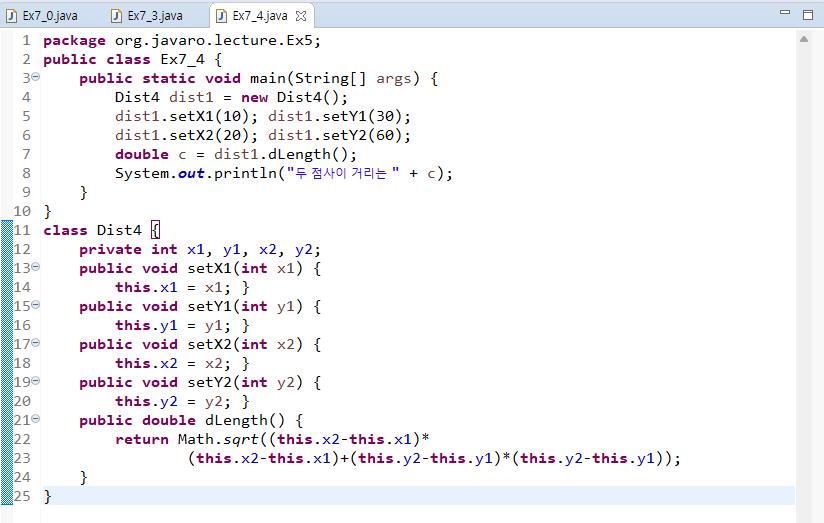 Ex7_0.java Ex7_3.java Ex7_4.java
1 package org.javaro.lecture.Ex5;
2 public class Ex7_4 {
3 public static void main(String[] args) {
4 Dist4 dist1 = new Dist4();
5 dist1.setX1(10); dist1.setY1(30);
6 dist1.setX2(20); dist1.setY2(60);
7 double c = dist1.dLength();
8 System.out.println("두 점사이 거리는 " + c);
9 }
10 }
11 class Dist4 {
12 private int x1, y1, x2, y2;
13 public void setX1(int x1) {
14 this.x1 = x1; }
15 public void setY1(int y1) {
16 this.y1 = y1; }
17 public void setX2(int x2) {
18 this.x2 = x2; }
19 public void setY2(int y2) {
20 this.y2 = y2; }
21 public double dLength() {
22 return Math.sqrt((this.x2-this.x1)*
23 (this.x2-this.x1)+(this.y2-this.y1)*(this.y2-this.y1));
24 }
25 }